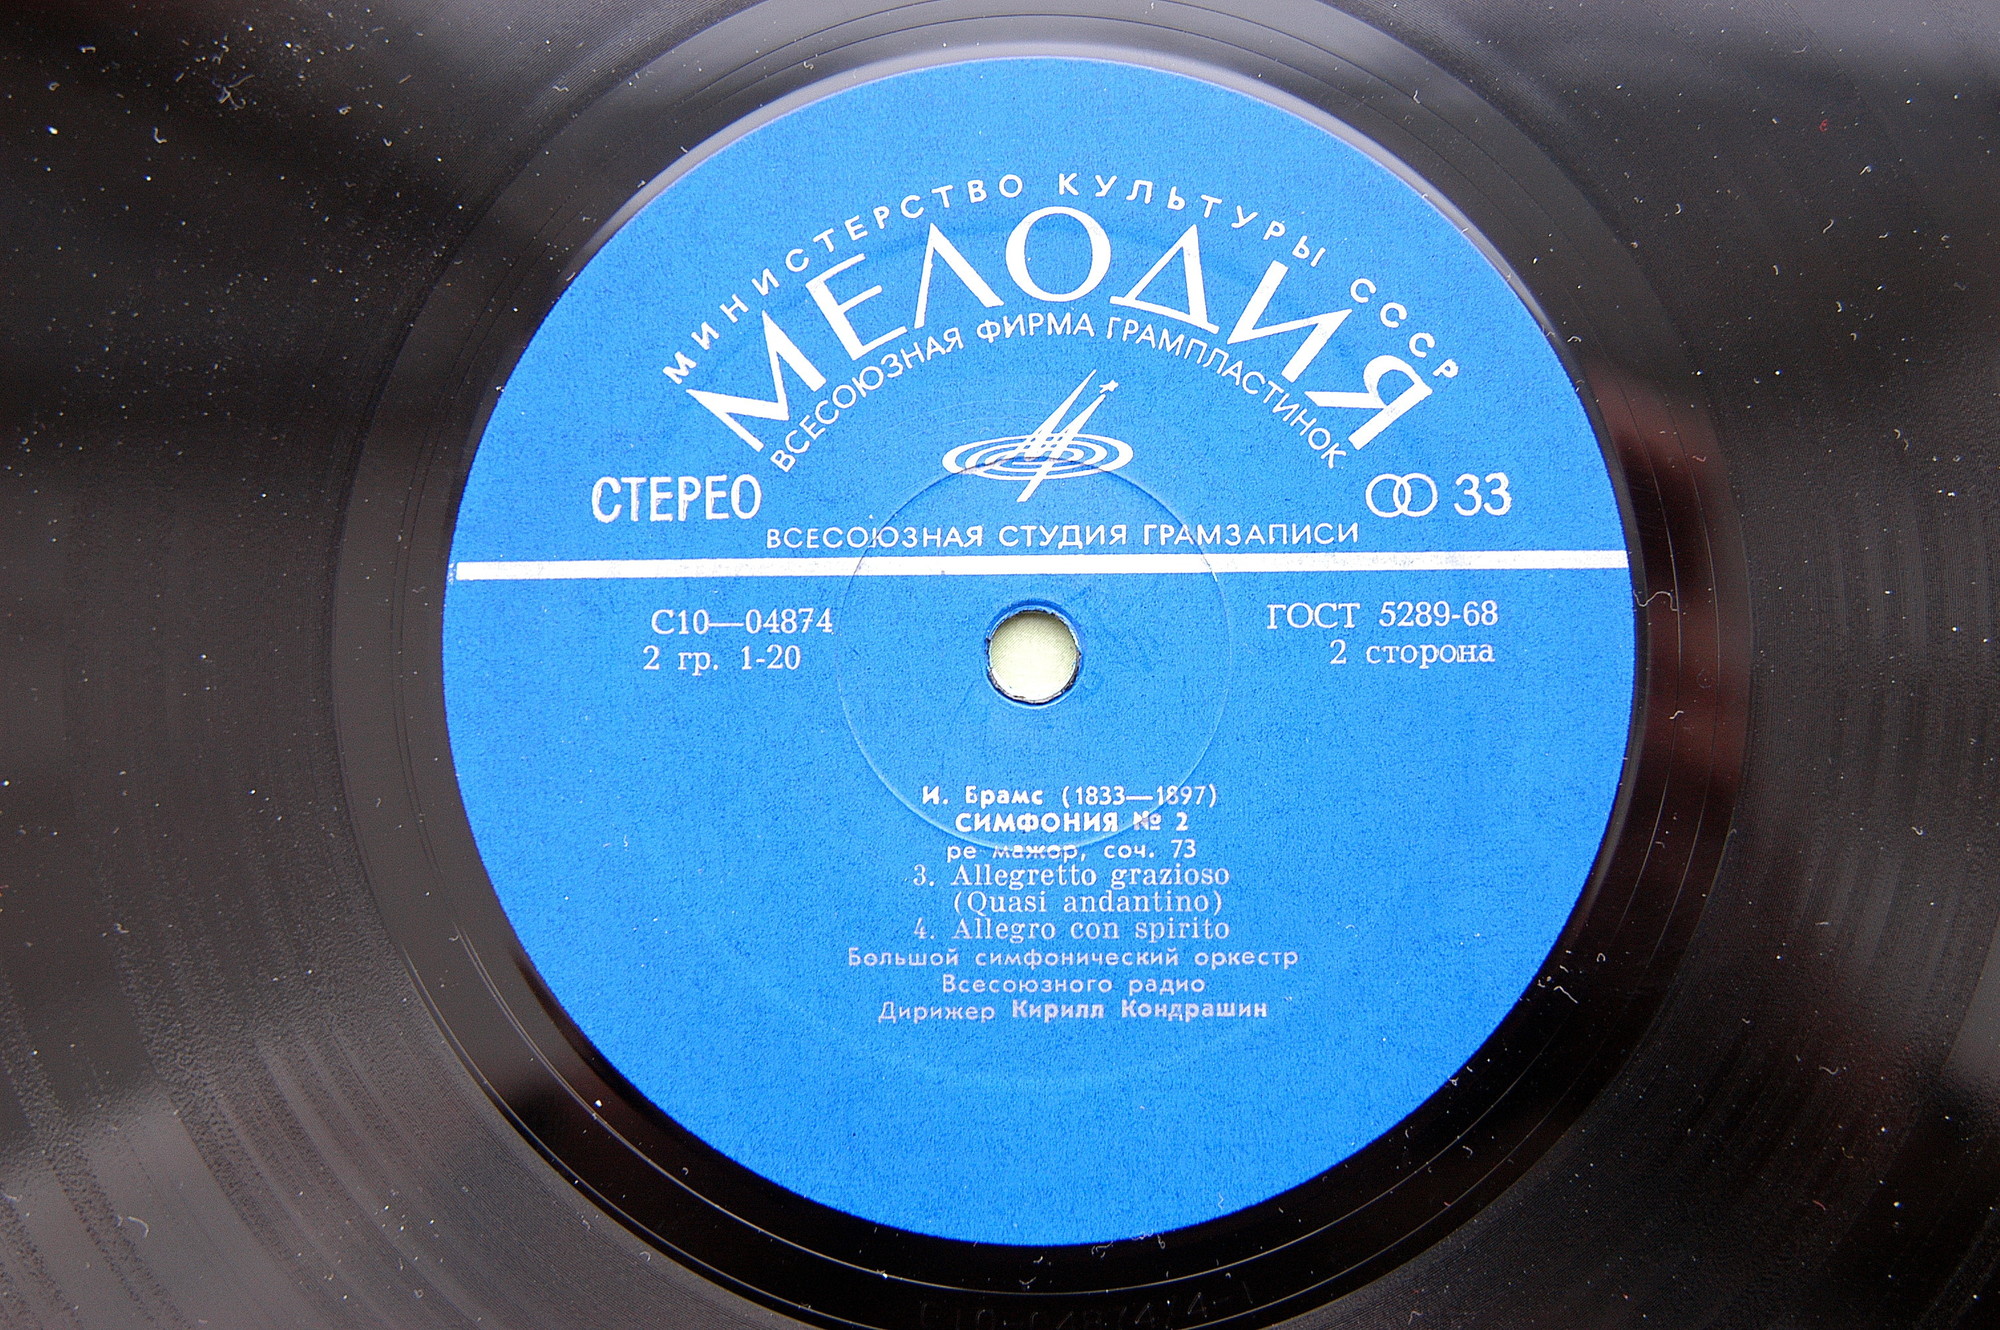 МИНИСТЕРСТВО КУЛЬТУРЫ СССР
МЕЛОДИЯ
ВСЕСОЮЗНАЯ ФИРМА ГРАМПЛАСТИНОК
СТЕРЕО
33
ВСЕСОЮЗНАЯ СТУДИЯ ГРАМЗАПИСИ
С10—04874
ГОСТ 5289-68
2 гр. 1-20
2 сторона
И. Брамс (1833—1897)
СИМФОНИЯ № 2
ре мажор, соч. 73
3. Allegretto grazioso
(Quasi andantino)
4. Allegro con spirito
Большой симфонический оркестр
Всесоюзного радио
Дирижер Кирилл Кондрашин